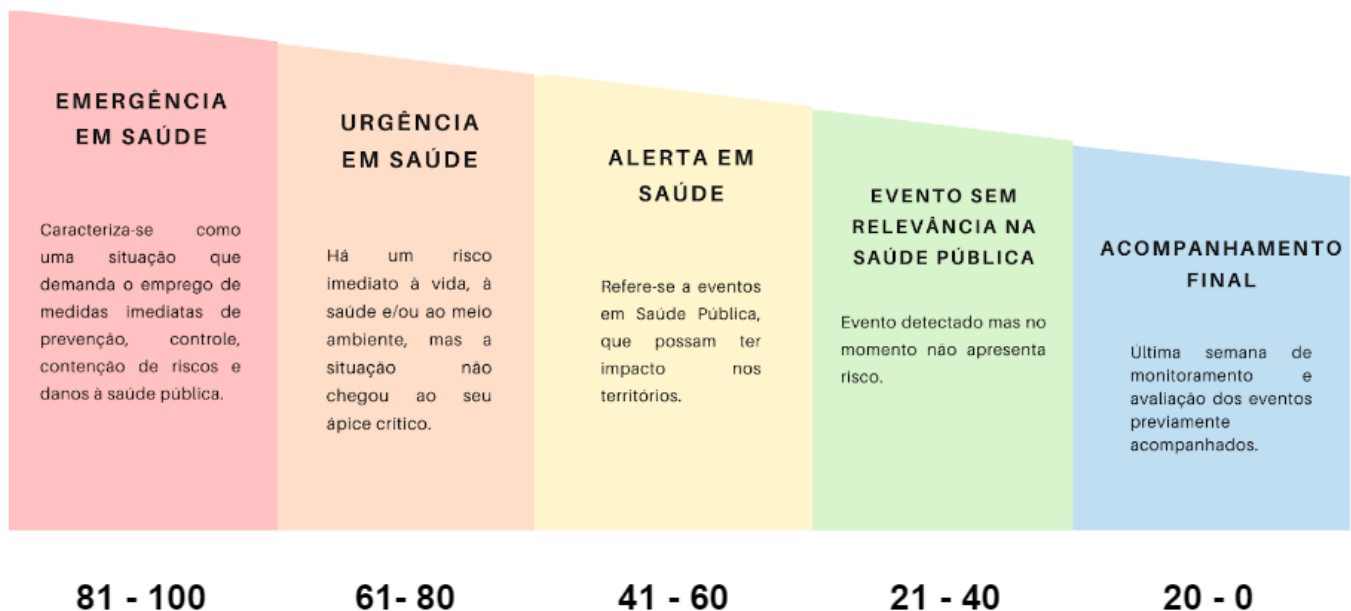 EMERGÊNCIA
EM SAÚDE
Caracteriza-se como
uma situação que
demanda o emprego de
medidas imediatas de
prevenção, controle,
contenção de riscos e
danos à saúde pública.
URGÊNCIA
EM SAÚDE
Há um risco
imediato à vida, à
saúde e/ou ao meio
ambiente, mas a
situação não
chegou ao seu
ápice crítico.
ALERTA EM
SAÚDE
Refere-se a eventos
em Saúde Pública,
que possam ter
impacto nos
territórios.
EVENTO SEM
RELEVÂNCIA NA
SAÚDE PÚBLICA
Evento detectado mas no
momento não apresenta
risco.
ACOMPANHAMENTO
FINAL
Última semana de
monitoramento e
avaliação dos eventos
previamente
acompanhados.
81 - 100
61- 80
41 - 60
21 - 40
20 - 0